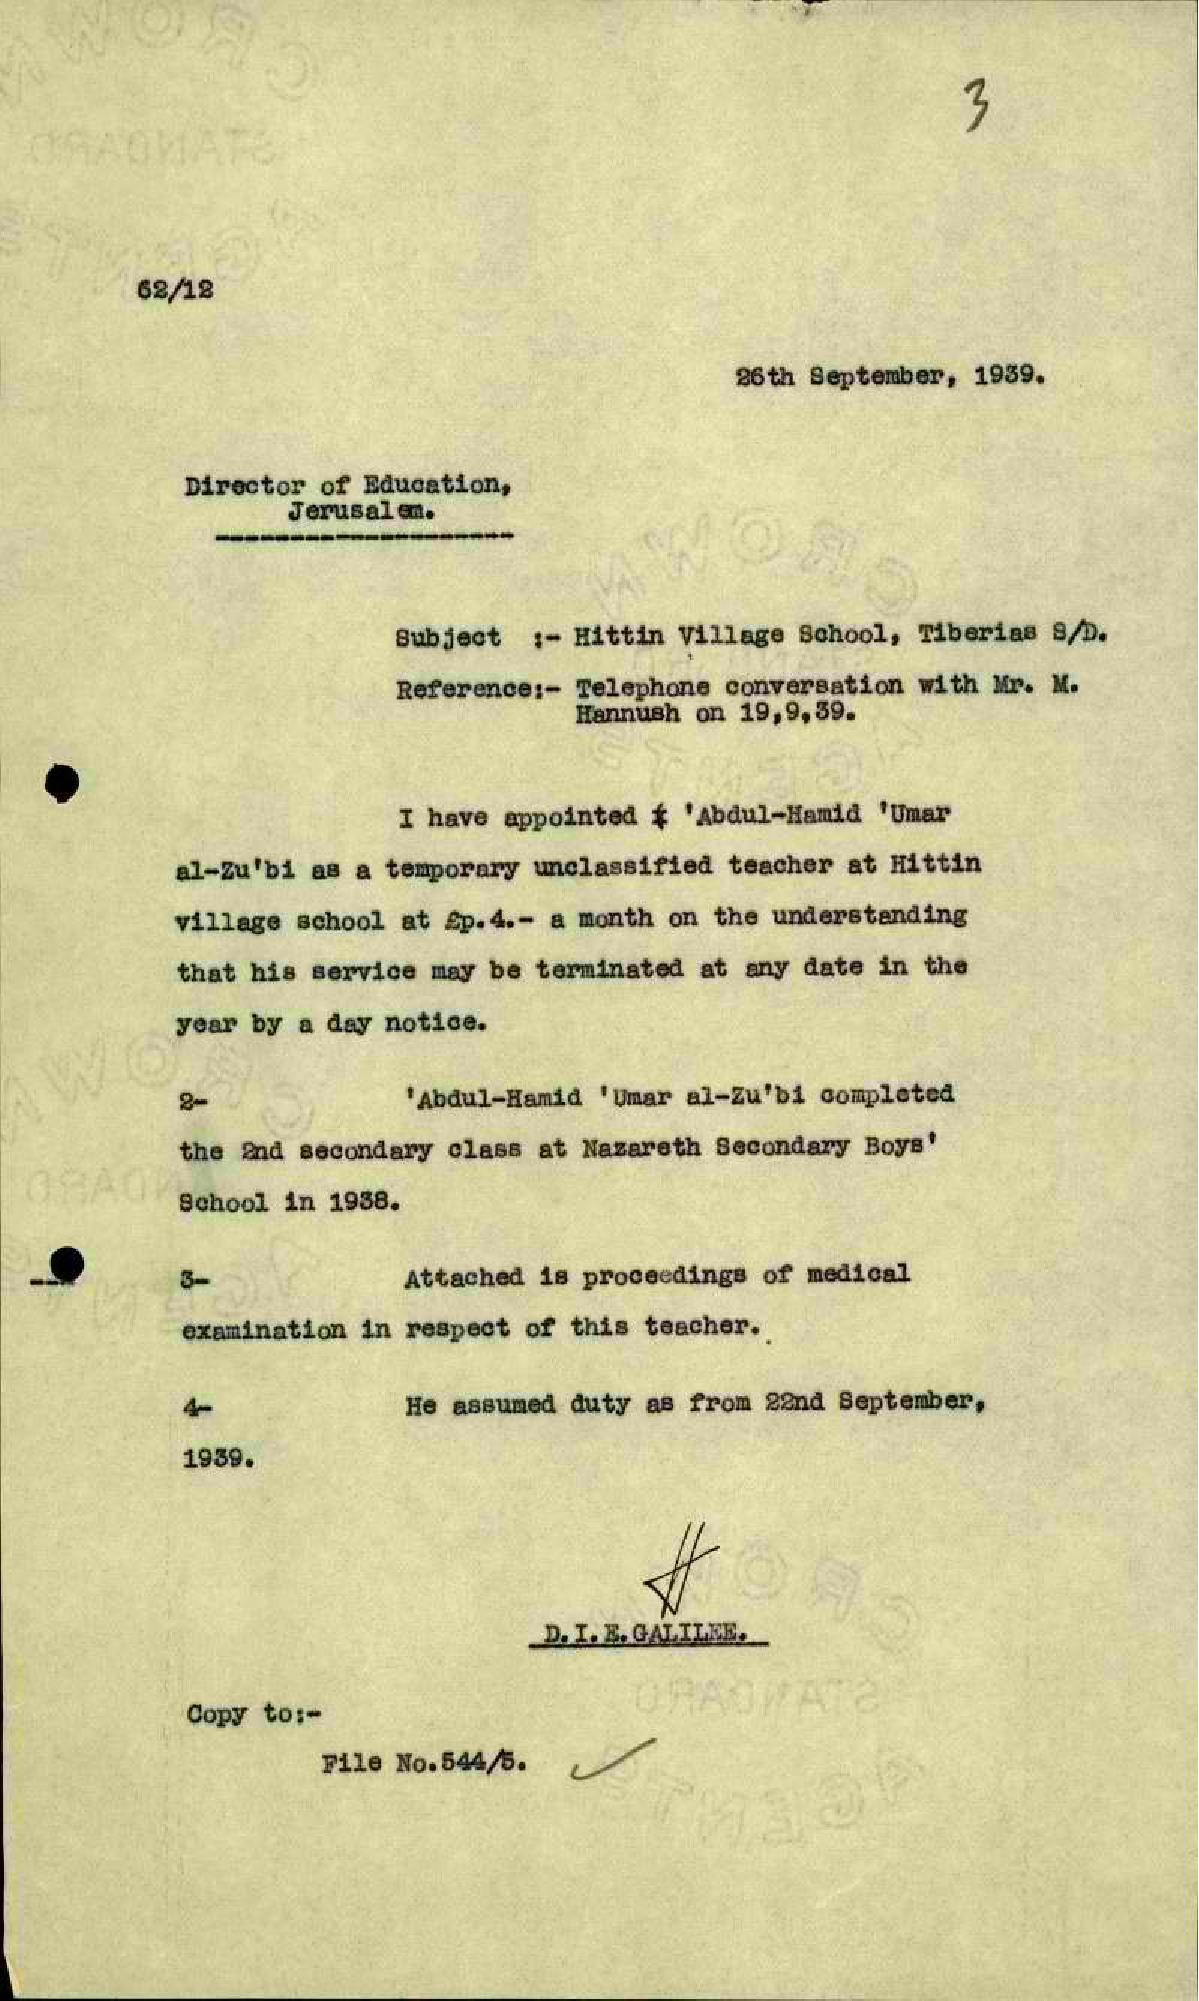 3
62/12
26th September, 1939.
Director of Education,
Jerusalem.
Subject :- Hittin Village School, Tiberias S/D.
Reference:- Telephone conversation with Mr. M.
Hannush on 19,9,39.
I have appointed 'Abdul-Hamid 'Umar
al-Zu'bi as a temporary unclassified teacher at Hittin
village school at £p.4.- a month on the understanding
that his service may be terminated at any date in the
year by a day notice.
2- 'Abdul-Hamid 'Umar al-Zu'bi completed
the 2nd secondary class at Nazareth Secondary Boys'
School in 1938.
3- Attached is proceedings of medical
examination in respect of this teacher.
4- He assumed duty as from 22nd September,
1939.
D.I.E.GALILEE.
Copy to:-
File No.544/5.
CROWN
STANDARD
AGENTS